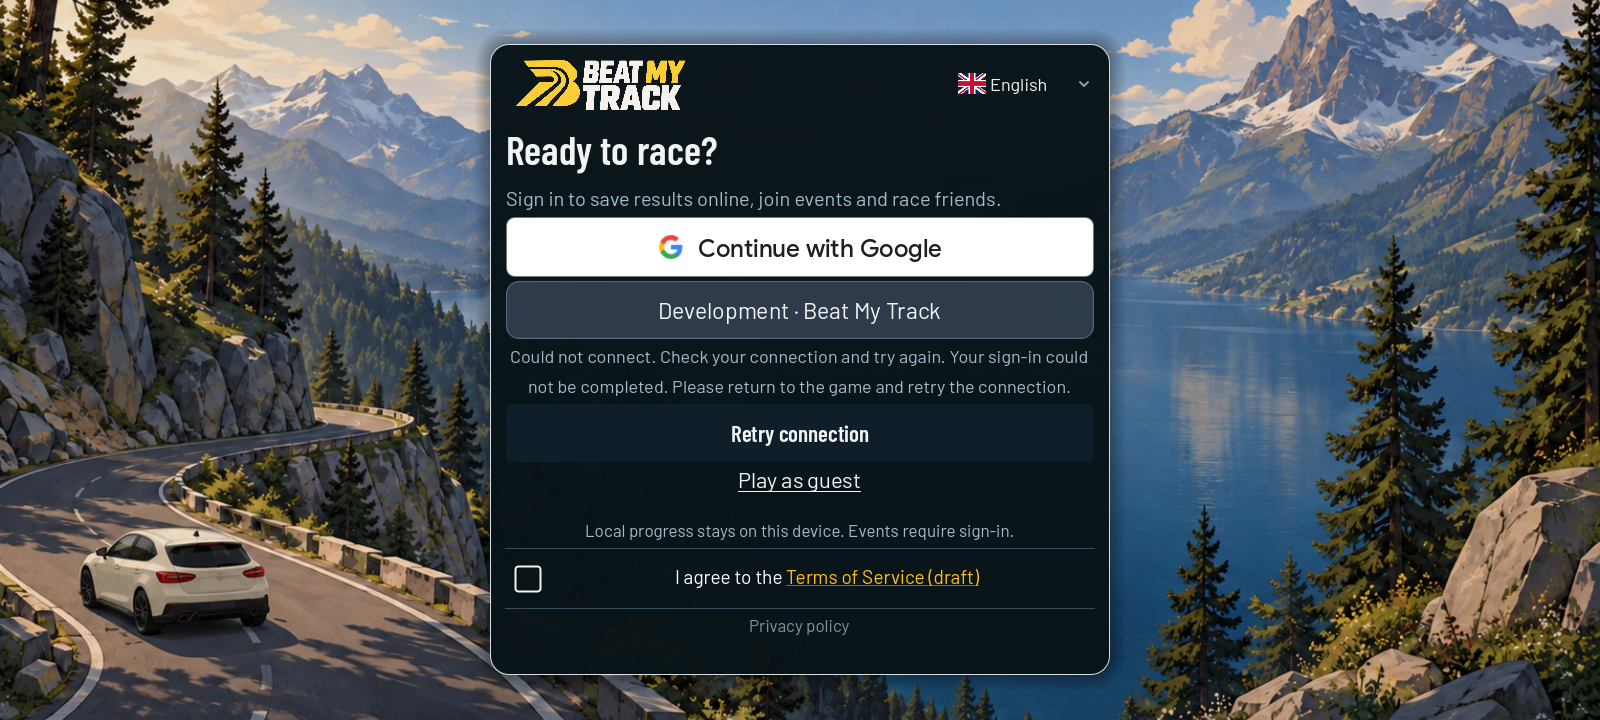 BEAT MY
TRACK
English
Ready to race?
Sign in to save results online, join events and race friends.
Continue with Google
Development · Beat My Track
Could not connect. Check your connection and try again. Your sign-in could
not be completed. Please return to the game and retry the connection.
Retry connection
Play as guest
Local progress stays on this device. Events require sign-in.
I agree to the Terms of Service (draft)
Privacy policy